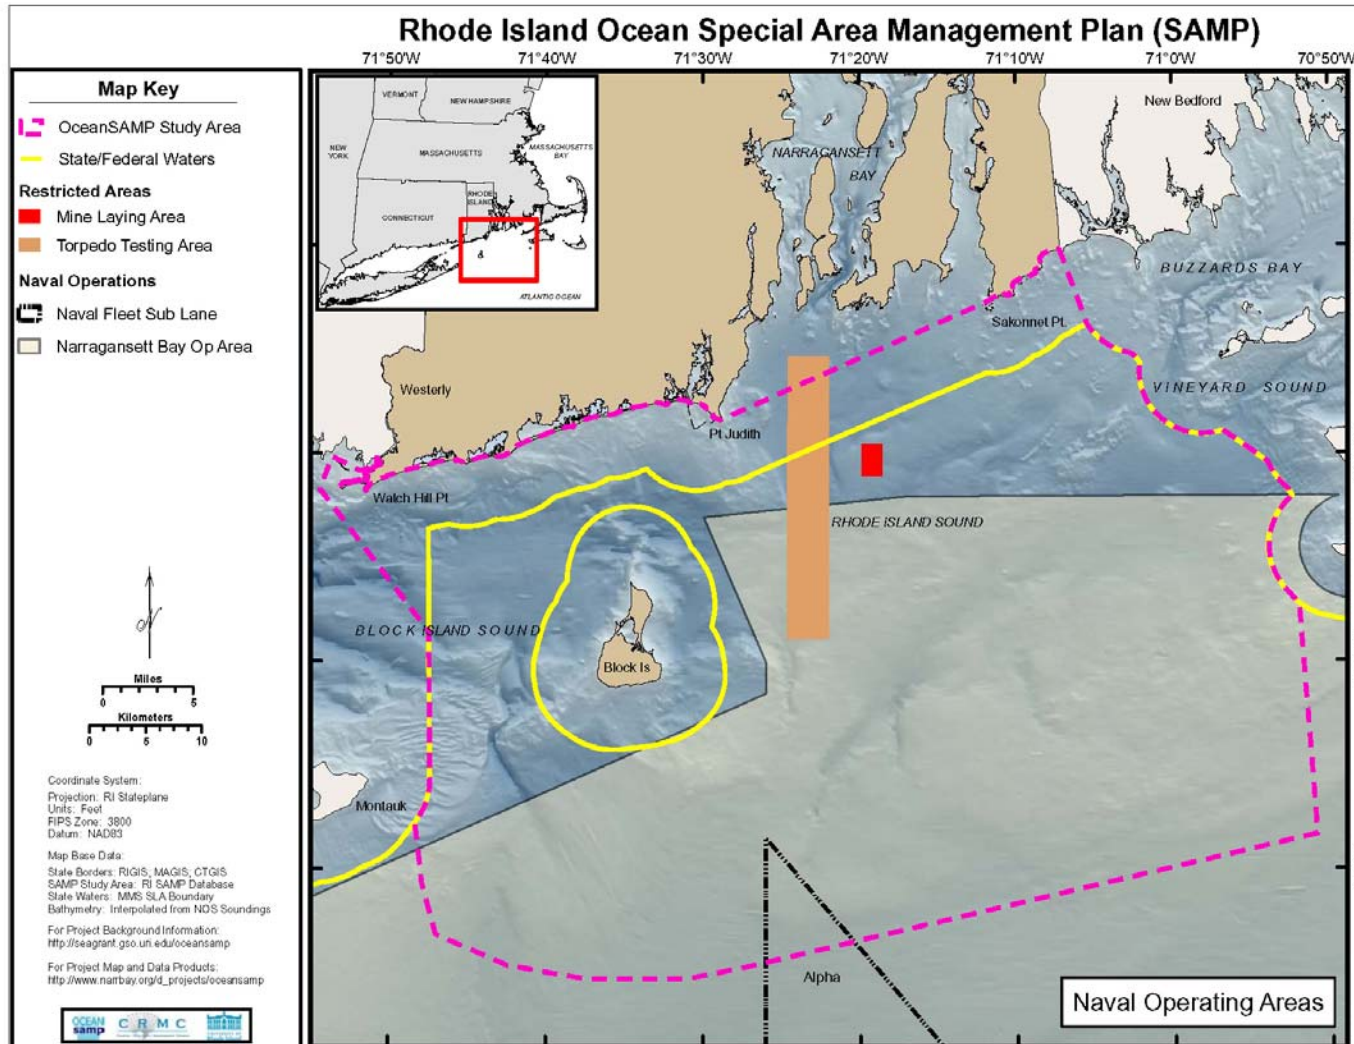 Rhode Island Ocean Special Area Management Plan (SAMP)
71°50'W
71°40'W
71°30'W
71°20'W
71°10'W
71°0'W
70°50'W
Map Key
OceanSAMP Study Area
State/Federal Waters
Restricted Areas
Mine Laying Area
Torpedo Testing Area
Naval Operations
Naval Fleet Sub Lane
Narragansett Bay Op Area
Miles
0 5
Kilometers
0 5 10
Coordinate System:
Projection: RI Stateplane
Units: Feet
FIPS Zone: 3800
Datum: NAD83
Map Base Data:
State Borders: RIGIS, MAGIS, CTGIS
SAMP Study Area: RI SAMP Database
State Waters: MMS SLA Boundary
Bathymetry: Interpolated from NOS Soundings
For Project Background Information:
http://seagrant.gso.uri.edu/oceansamp
For Project Map and Data Products:
http://www.narrbay.org/d_projects/oceansamp
OCEAN
samp
CRMC
VERMONT
NEW HAMPSHIRE
NEW
YORK
MASSACHUSETTS
MASSACHUSETTS
BAY
RHODE
ISLAND
CONNECTICUT
ATLANTIC OCEAN
New Bedford
NARRAGANSETT
BAY
BUZZARDS BAY
Sakonnet Pt.
VINEYARD SOUND
Westerly
Pt Judith
Watch Hill Pt
RHODE ISLAND SOUND
BLOCK ISLAND SOUND
Block Is
Montauk
Alpha
Naval Operating Areas